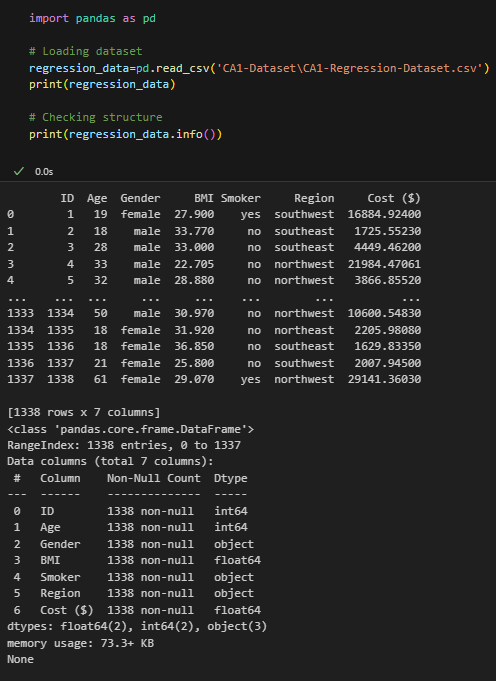 import pandas as pd
# Loading dataset
regression_data=pd.read_csv('CA1-Dataset\CA1-Regression-Dataset.csv')
print(regression_data)
# Checking structure
print(regression_data.info())
✓ 0.0s
        ID  Age  Gender     BMI Smoker     Region     Cost ($)
0        1   19  female  27.900    yes  southwest  16884.92400
1        2   18    male  33.770     no  southeast   1725.55230
2        3   28    male  33.000     no  southeast   4449.46200
3        4   33    male  22.705     no  northwest  21984.47061
4        5   32    male  28.880     no  northwest   3866.85520
...    ...  ...     ...     ...    ...        ...          ...
1333  1334   50    male  30.970     no  northwest  10600.54830
1334  1335   18  female  31.920     no  northeast   2205.98080
1335  1336   18  female  36.850     no  southeast   1629.83350
1336  1337   21  female  25.800     no  southwest   2007.94500
1337  1338   61  female  29.070    yes  northwest  29141.36030
[1338 rows x 7 columns]
<class 'pandas.core.frame.DataFrame'>
RangeIndex: 1338 entries, 0 to 1337
Data columns (total 7 columns):
 #   Column    Non-Null Count  Dtype
---  ------    --------------  -----
 0   ID        1338 non-null   int64
 1   Age       1338 non-null   int64
 2   Gender    1338 non-null   object
 3   BMI       1338 non-null   float64
 4   Smoker    1338 non-null   object
 5   Region    1338 non-null   object
 6   Cost ($)  1338 non-null   float64
dtypes: float64(2), int64(2), object(3)
memory usage: 73.3+ KB
None